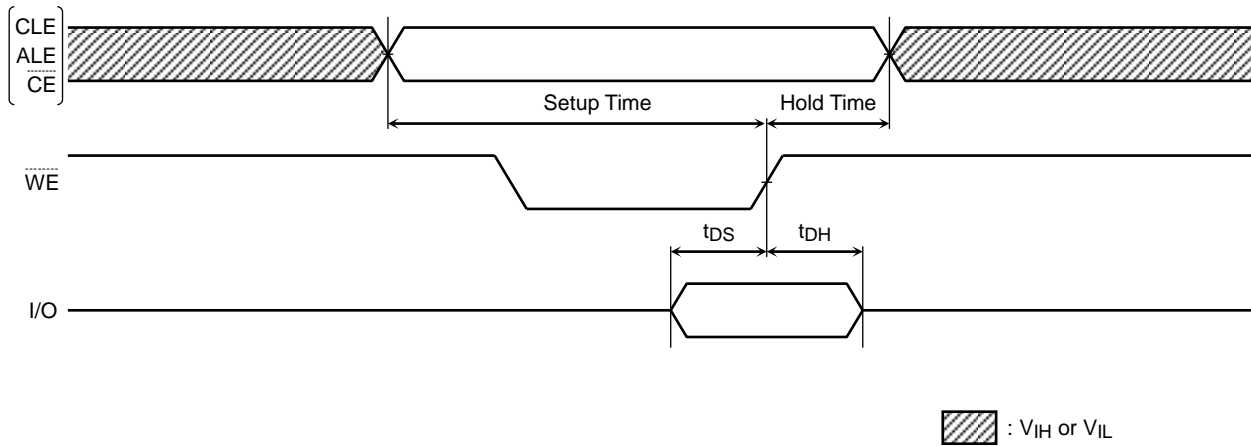 CLE
ALE
CE
Setup Time
Hold Time
WE
tDS
tDH
I/O
: VIH or VIL